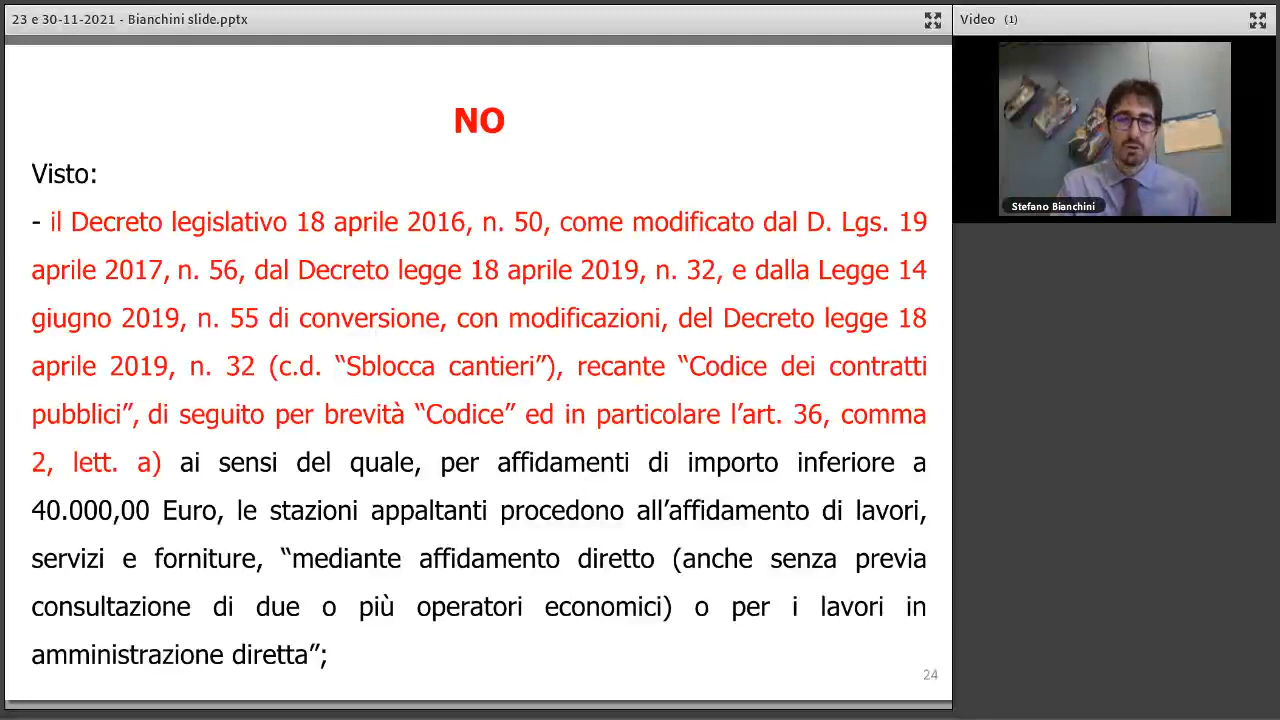 23 e 30-11-2021 - Bianchini slide.pptx
Video (1)
NO
Visto:
- il Decreto legislativo 18 aprile 2016, n. 50, come modificato dal D. Lgs. 19
aprile 2017, n. 56, dal Decreto legge 18 aprile 2019, n. 32, e dalla Legge 14
giugno 2019, n. 55 di conversione, con modificazioni, del Decreto legge 18
aprile 2019, n. 32 (c.d. “Sblocca cantieri”), recante “Codice dei contratti
pubblici”, di seguito per brevità “Codice” ed in particolare l’art. 36, comma
2, lett. a) ai sensi del quale, per affidamenti di importo inferiore a
40.000,00 Euro, le stazioni appaltanti procedono all’affidamento di lavori,
servizi e forniture, “mediante affidamento diretto (anche senza previa
consultazione di due o più operatori economici) o per i lavori in
amministrazione diretta”;
24
Stefano Bianchini